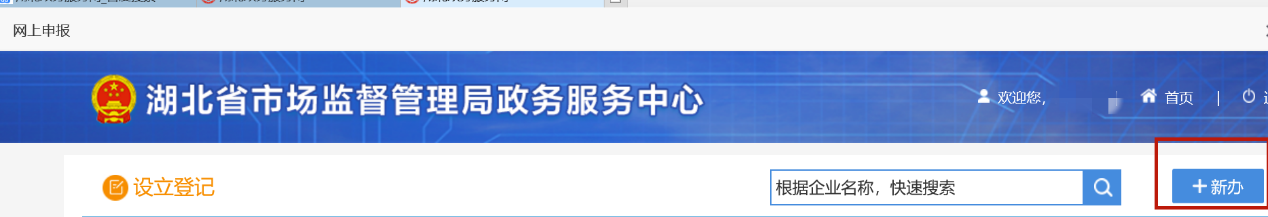 网上申报
湖北省市场监督管理局政务服务中心
欢迎您,
首页 |
设立登记
根据企业名称，快速搜索
+新办